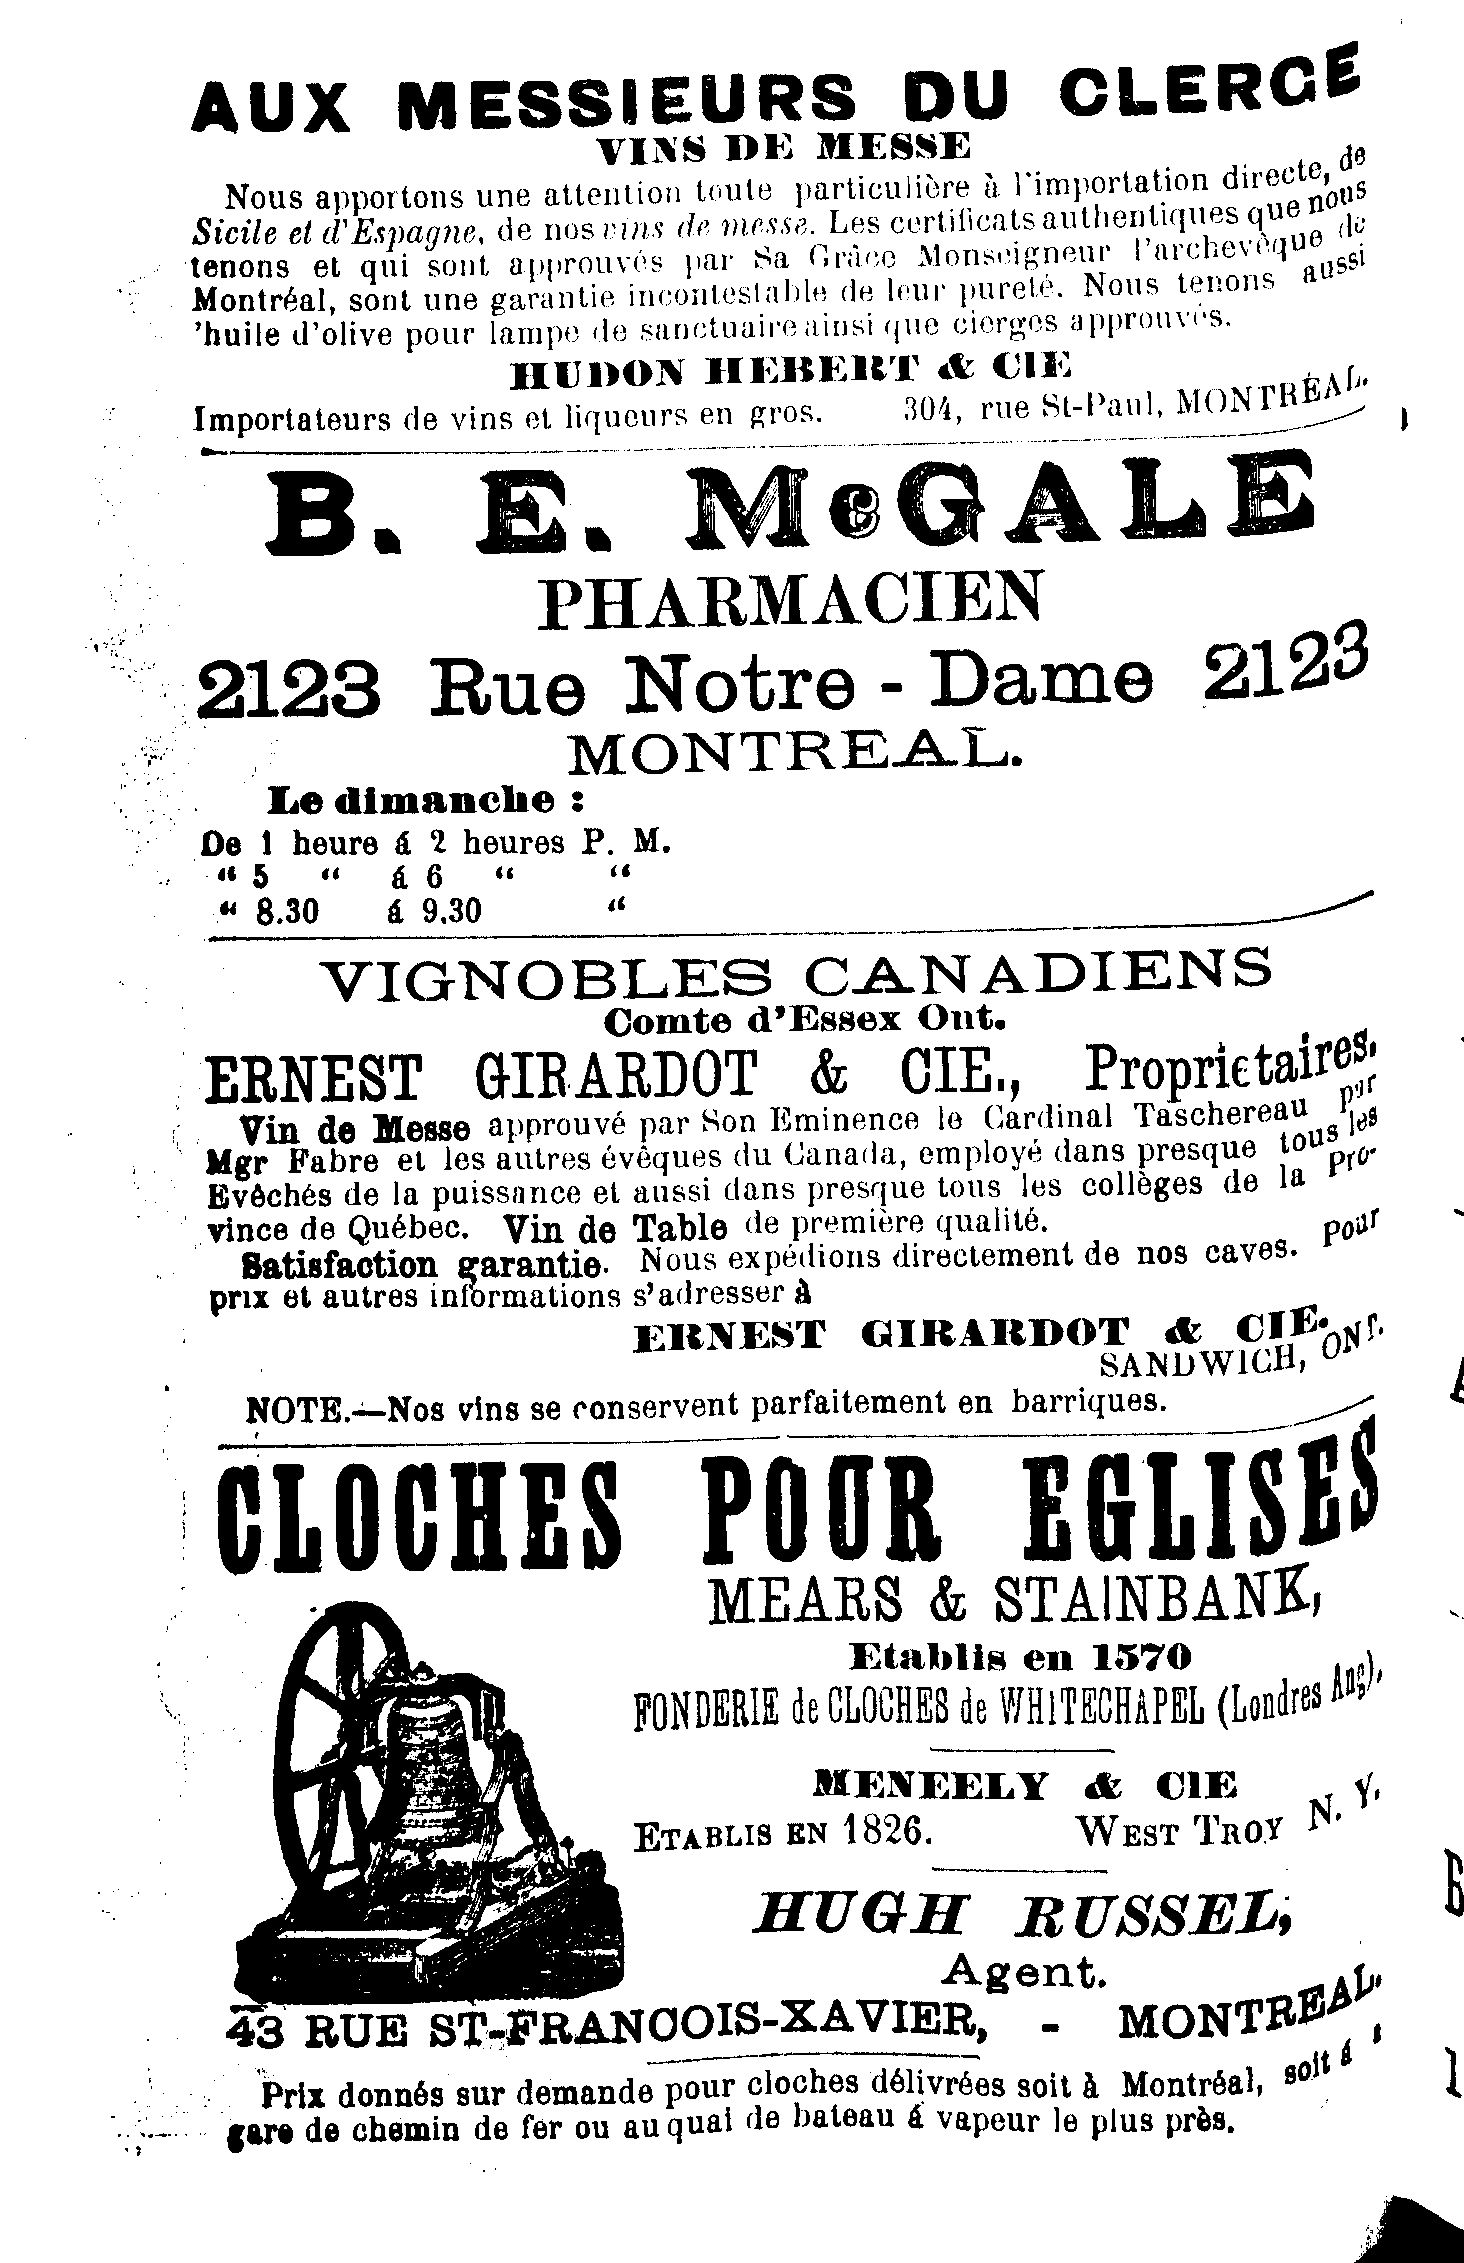 AUX MESSIEURS DU CLERGE
VINS DE MESSE
Nous apportons une attention toute particulière à l'importation directe, de
Sicile et d'Espagne, de nos vins de messe. Les certificats authentiques que nous
tenons et qui sont approuvés par Sa Grâce Monseigneur l'archevêque de
Montréal, sont une garantie incontestable de leur pureté. Nous tenons aussi
'huile d'olive pour lampe de sanctuaire ainsi que cierges approuvés.
HUDON HEBERT & CIE
Importateurs de vins et liqueurs en gros. 304, rue St-Paul, MONTRÉAL.
B. E. McGALE
PHARMACIEN
2123 Rue Notre-Dame 2123
MONTREAL.
Le dimanche :
De 1 heure á 2 heures P. M.
“ 5 “ á 6 “ “
“ 8.30 á 9.30 “
VIGNOBLES CANADIENS
Comte d'Essex Ont.
ERNEST GIRARDOT & CIE., Proprietaires.
Vin de Messe approuvé par Son Eminence le Cardinal Taschereau par
Mgr Fabre et les autres évêques du Canada, employé dans presque tous les
Evêchés de la puissance et aussi dans presque tous les collèges de la Pro-
vince de Québec. Vin de Table de première qualité.
Satisfaction garantie. Nous expédions directement de nos caves. Pour
prix et autres informations s'adresser à
ERNEST GIRARDOT & CIE.
SANDWICH, ONT.
NOTE.—Nos vins se conservent parfaitement en barriques.
CLOCHES POUR EGLISES
MEARS & STAINBANK,
Etablis en 1570
FONDERIE de CLOCHES de WHITECHAPEL (Londres Ang).
MENEELY & CIE
ETABLIS EN 1826. WEST TROY N. Y.
HUGH RUSSEL,
Agent.
43 RUE ST-FRANCOIS-XAVIER, - MONTREAL.
Prix donnés sur demande pour cloches délivrées soit à Montréal, soit á
gare de chemin de fer ou au quai de bateau á vapeur le plus près.